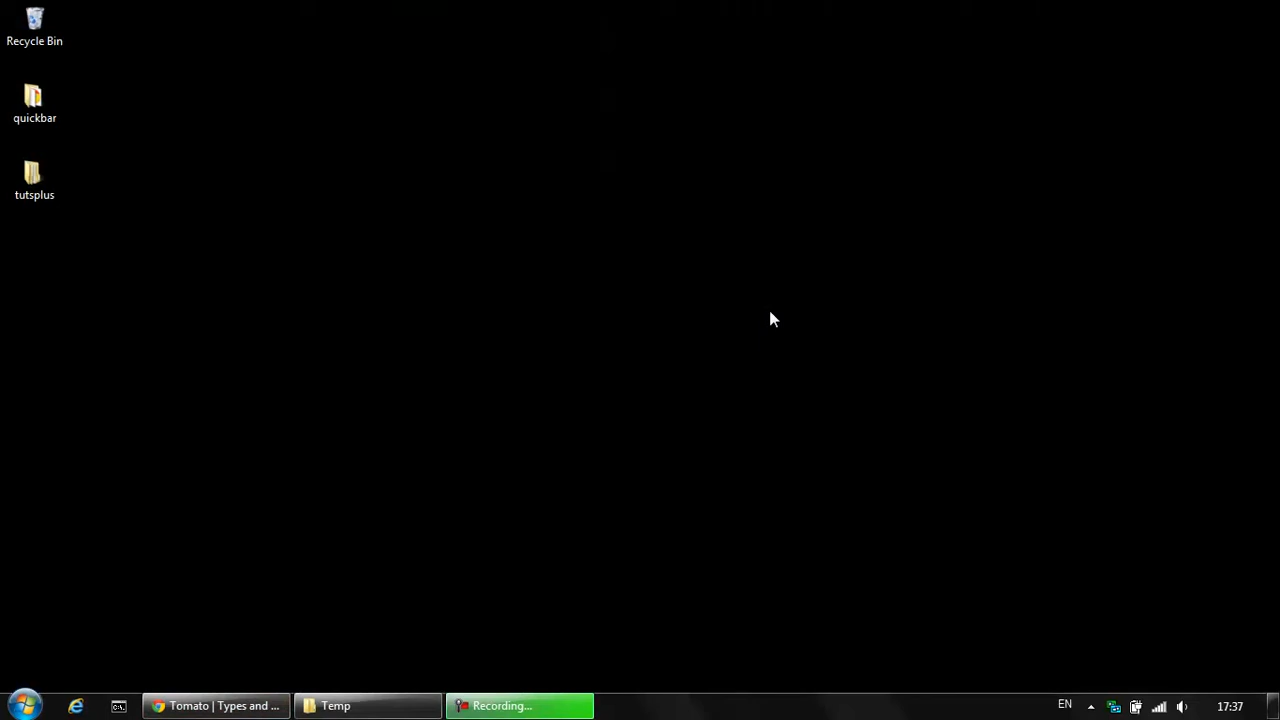 Recycle Bin
quickbar
tutsplus
Tomato | Types and ...
Temp
Recording...
EN
17:37